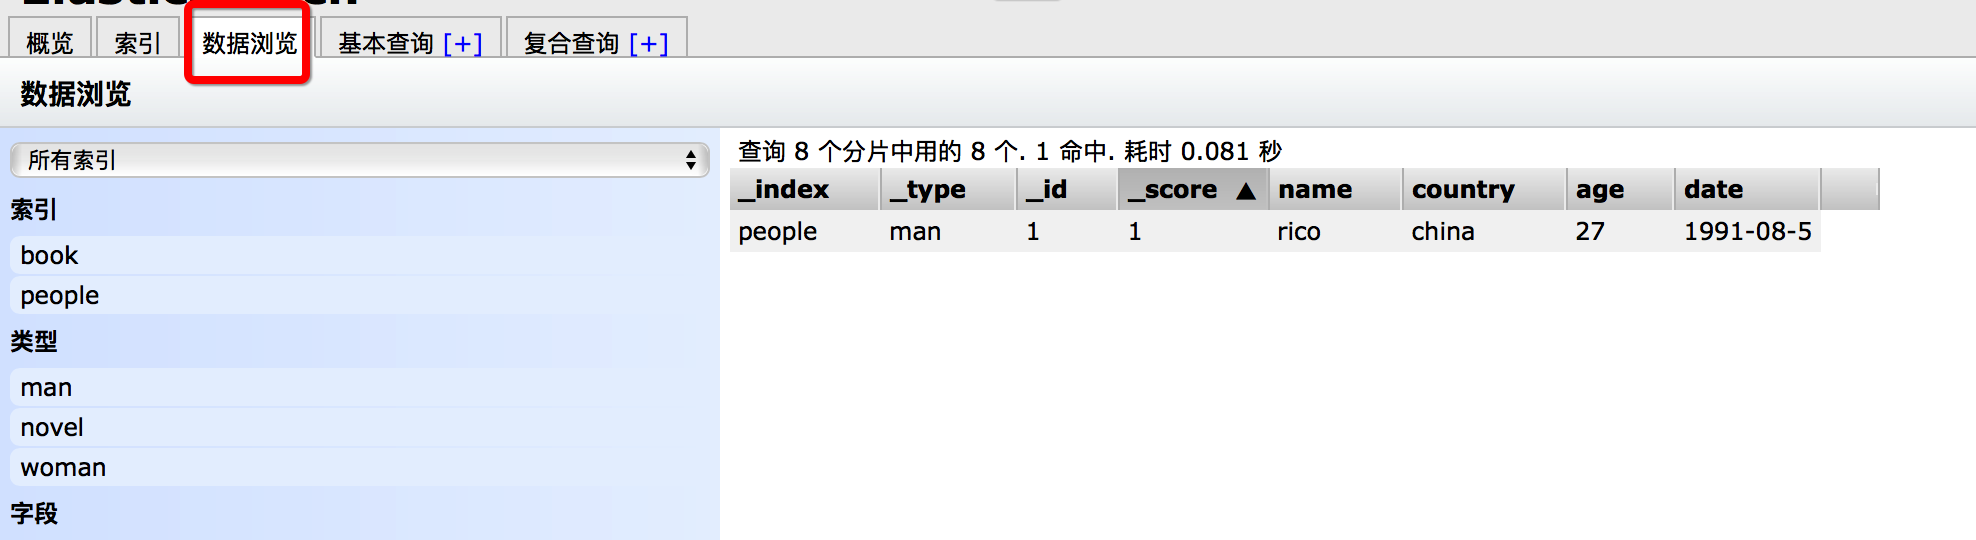 概览 索引 数据浏览 基本查询 [+] 复合查询 [+]
数据浏览
所有索引
索引
book
people
类型
man
novel
woman
字段
查询 8 个分片中用的 8 个. 1 命中. 耗时 0.081 秒
_index _type _id _score ▲ name country age date
people man 1 1 rico china 27 1991-08-5